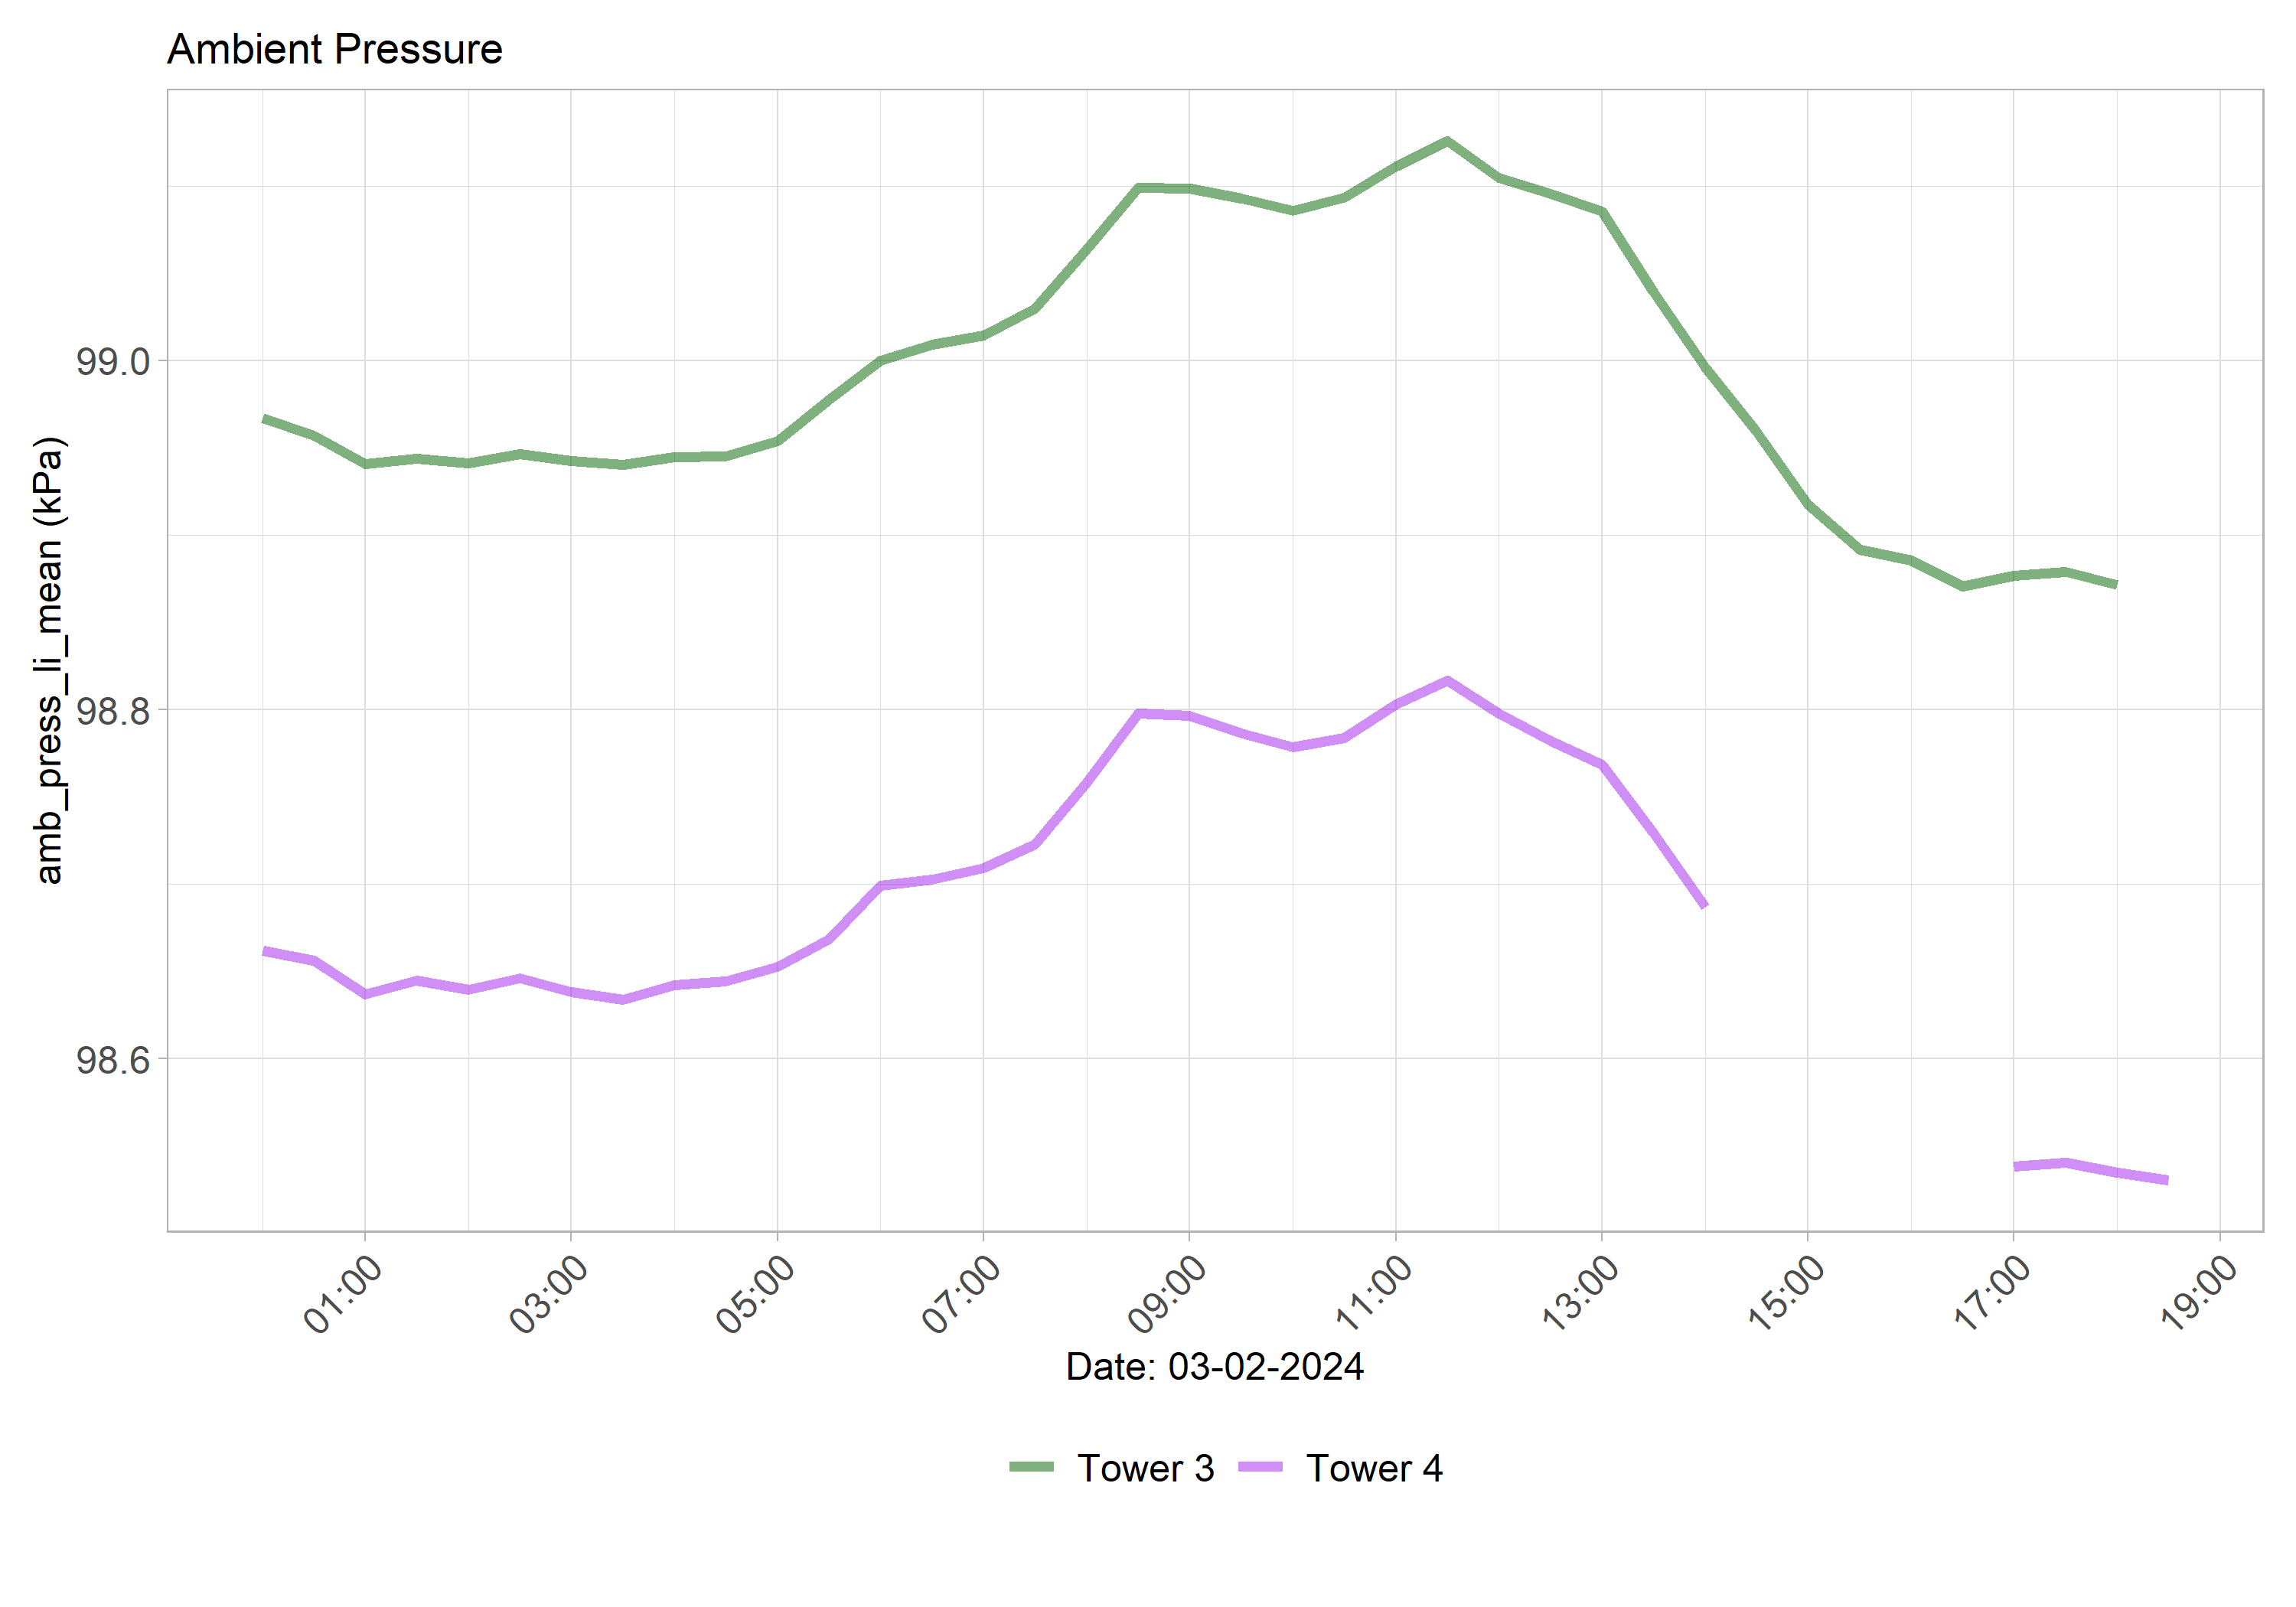 Ambient Pressure
amb_press_li_mean (kPa)
99.0
98.8
98.6
01:00 03:00 05:00 07:00 09:00 11:00 13:00 15:00 17:00 19:00
Date: 03-02-2024
Tower 3 Tower 4